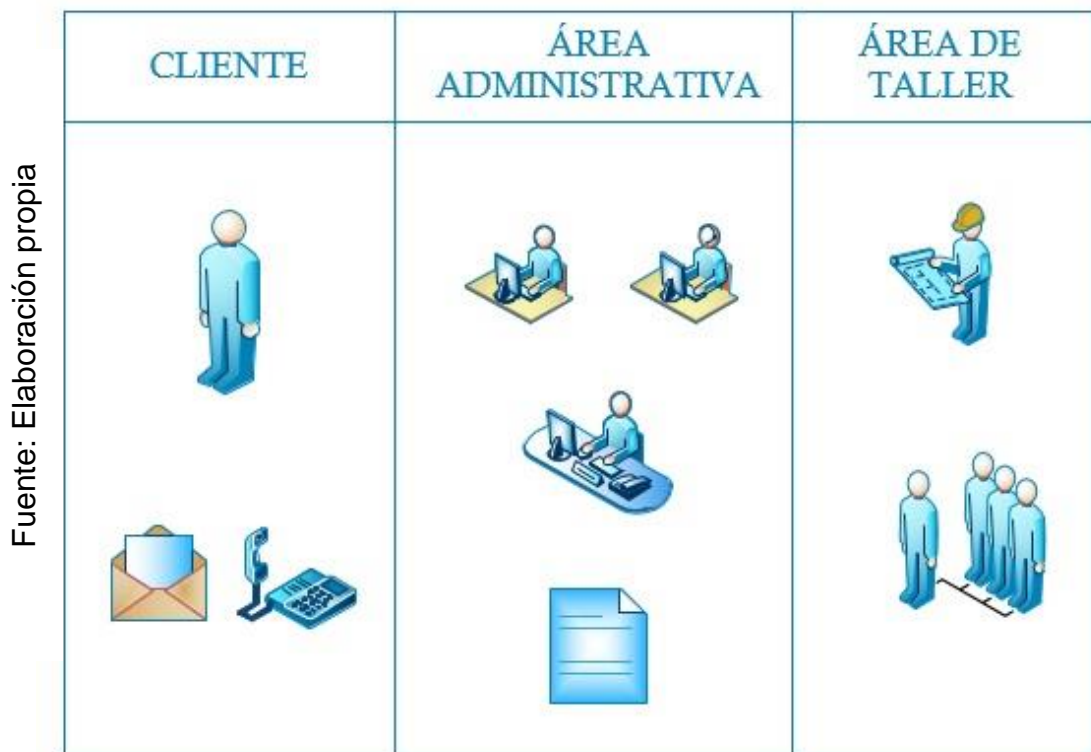 CLIENTE
ÁREA
ADMINISTRATIVA
ÁREA DE
TALLER
Fuente: Elaboración propia